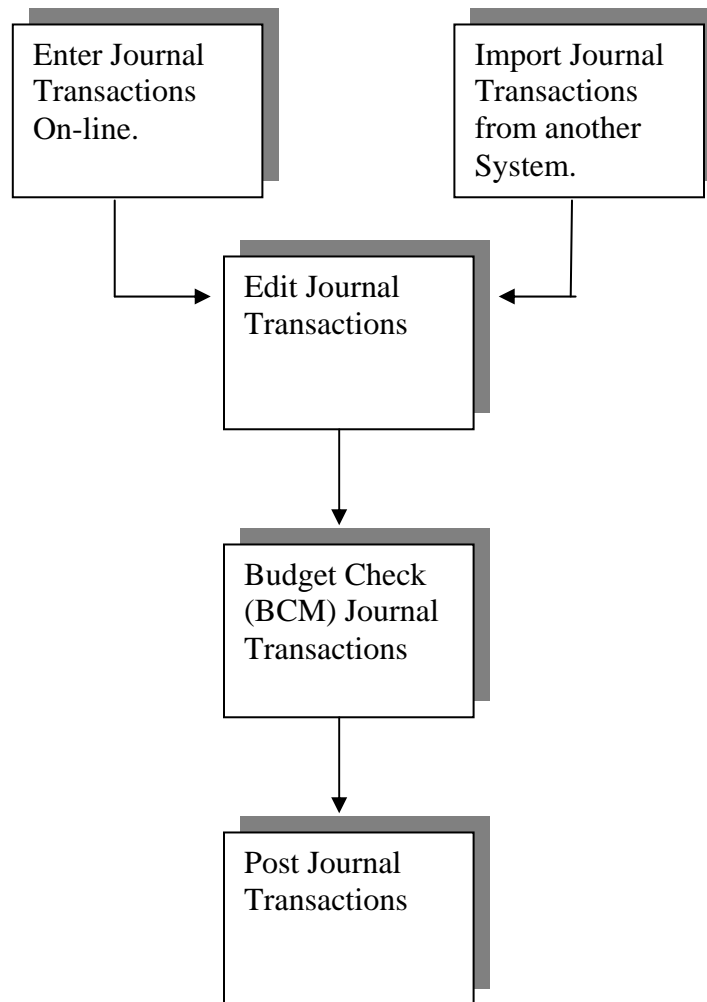 Enter Journal
Transactions
On-line.
Import Journal
Transactions
from another
System.
Edit Journal
Transactions
Budget Check
(BCM) Journal
Transactions
Post Journal
Transactions